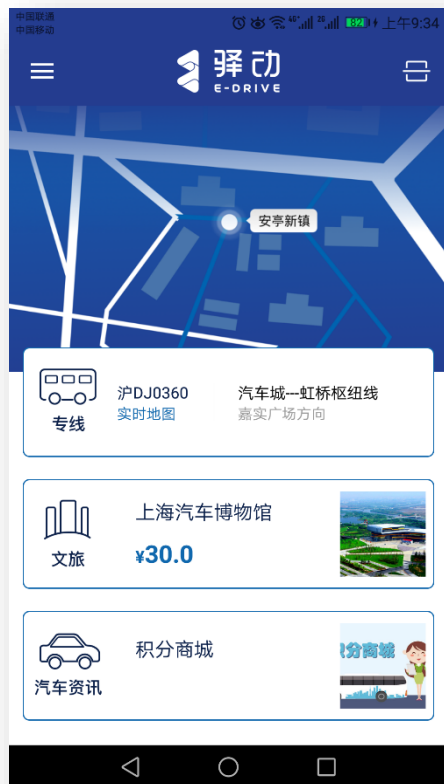 中国联通
中国移动
4G 2G 82 上午9:34
驿动
E-DRIVE
安亭新镇
专线
沪DJ0360
实时地图
汽车城---虹桥枢纽线
嘉实广场方向
文旅
上海汽车博物馆
¥30.0
汽车资讯
积分商城
积分商城